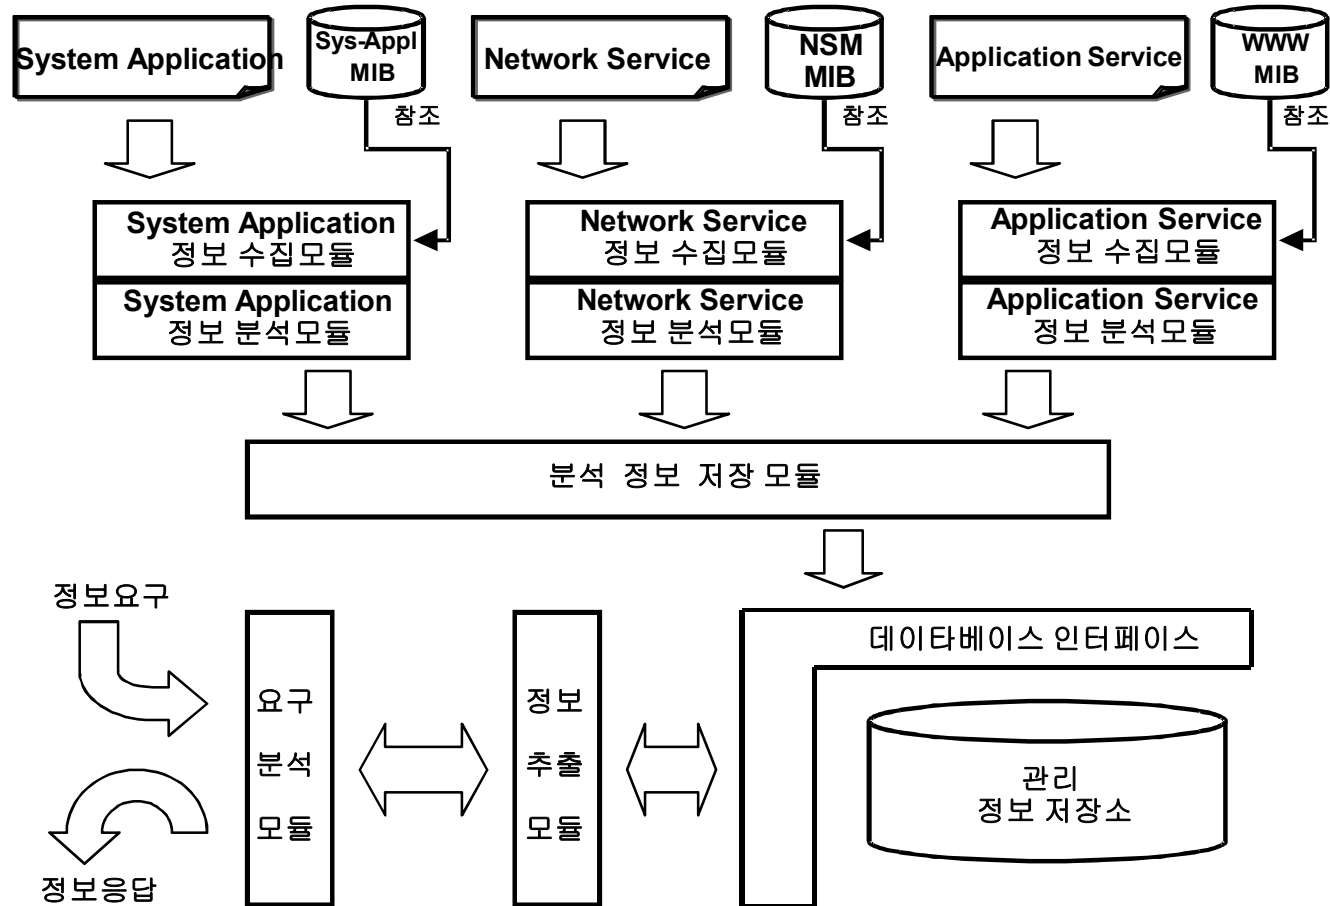 System Application
Sys-Appl
MIB
Network Service
NSM
MIB
Application Service
WWW
MIB
참조
참조
참조
System Application
정보 수집모듈
System Application
정보 분석모듈
Network Service
정보 수집모듈
Network Service
정보 분석모듈
Application Service
정보 수집모듈
Application Service
정보 분석모듈
분석 정보 저장 모듈
정보요구
정보응답
요구
분석
모듈
정보
추출
모듈
데이타베이스 인터페이스
관리
정보 저장소